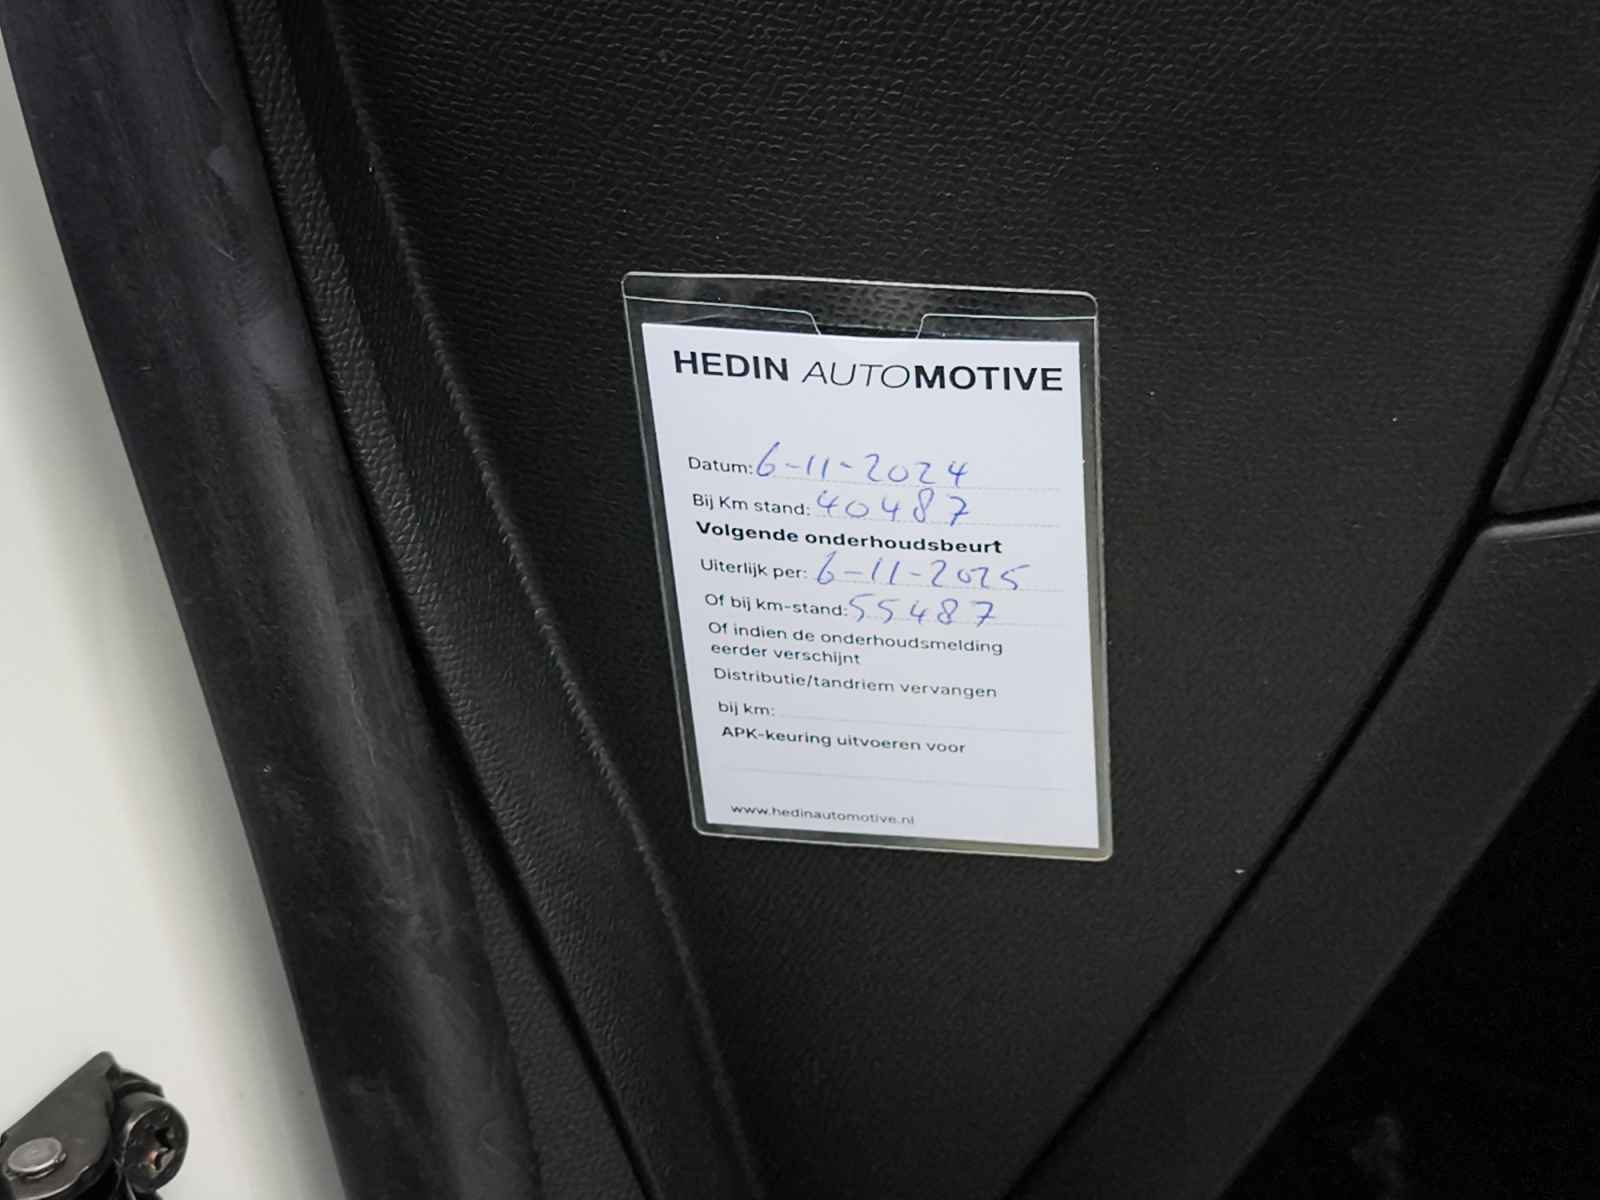 HEDIN AUTOMOTIVE
Datum: 6-11-2024
Bij Km stand: 40487
Volgende onderhoudsbeurt
Uiterlijk per: 6-11-2025
Of bij km-stand: 55487
Of indien de onderhoudsmelding
eerder verschijnt
Distributie/tandriem vervangen
bij km:
APK-keuring uitvoeren voor
www.hedinautomotive.nl